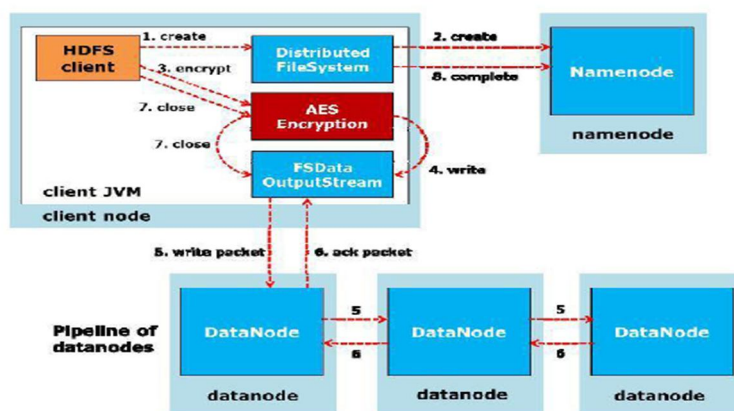 HDFS
client
1. create
Distributed
FileSystem
2. create
8. complete
Namenode
namenode
3. encrypt
7. close
AES
Encryption
7. close
FSData
OutputStream
4. write
client JVM
client node
5. write packet
6. ack packet
Pipeline of
datanodes
DataNode
5
6
DataNode
5
6
DataNode
datanode
datanode
datanode